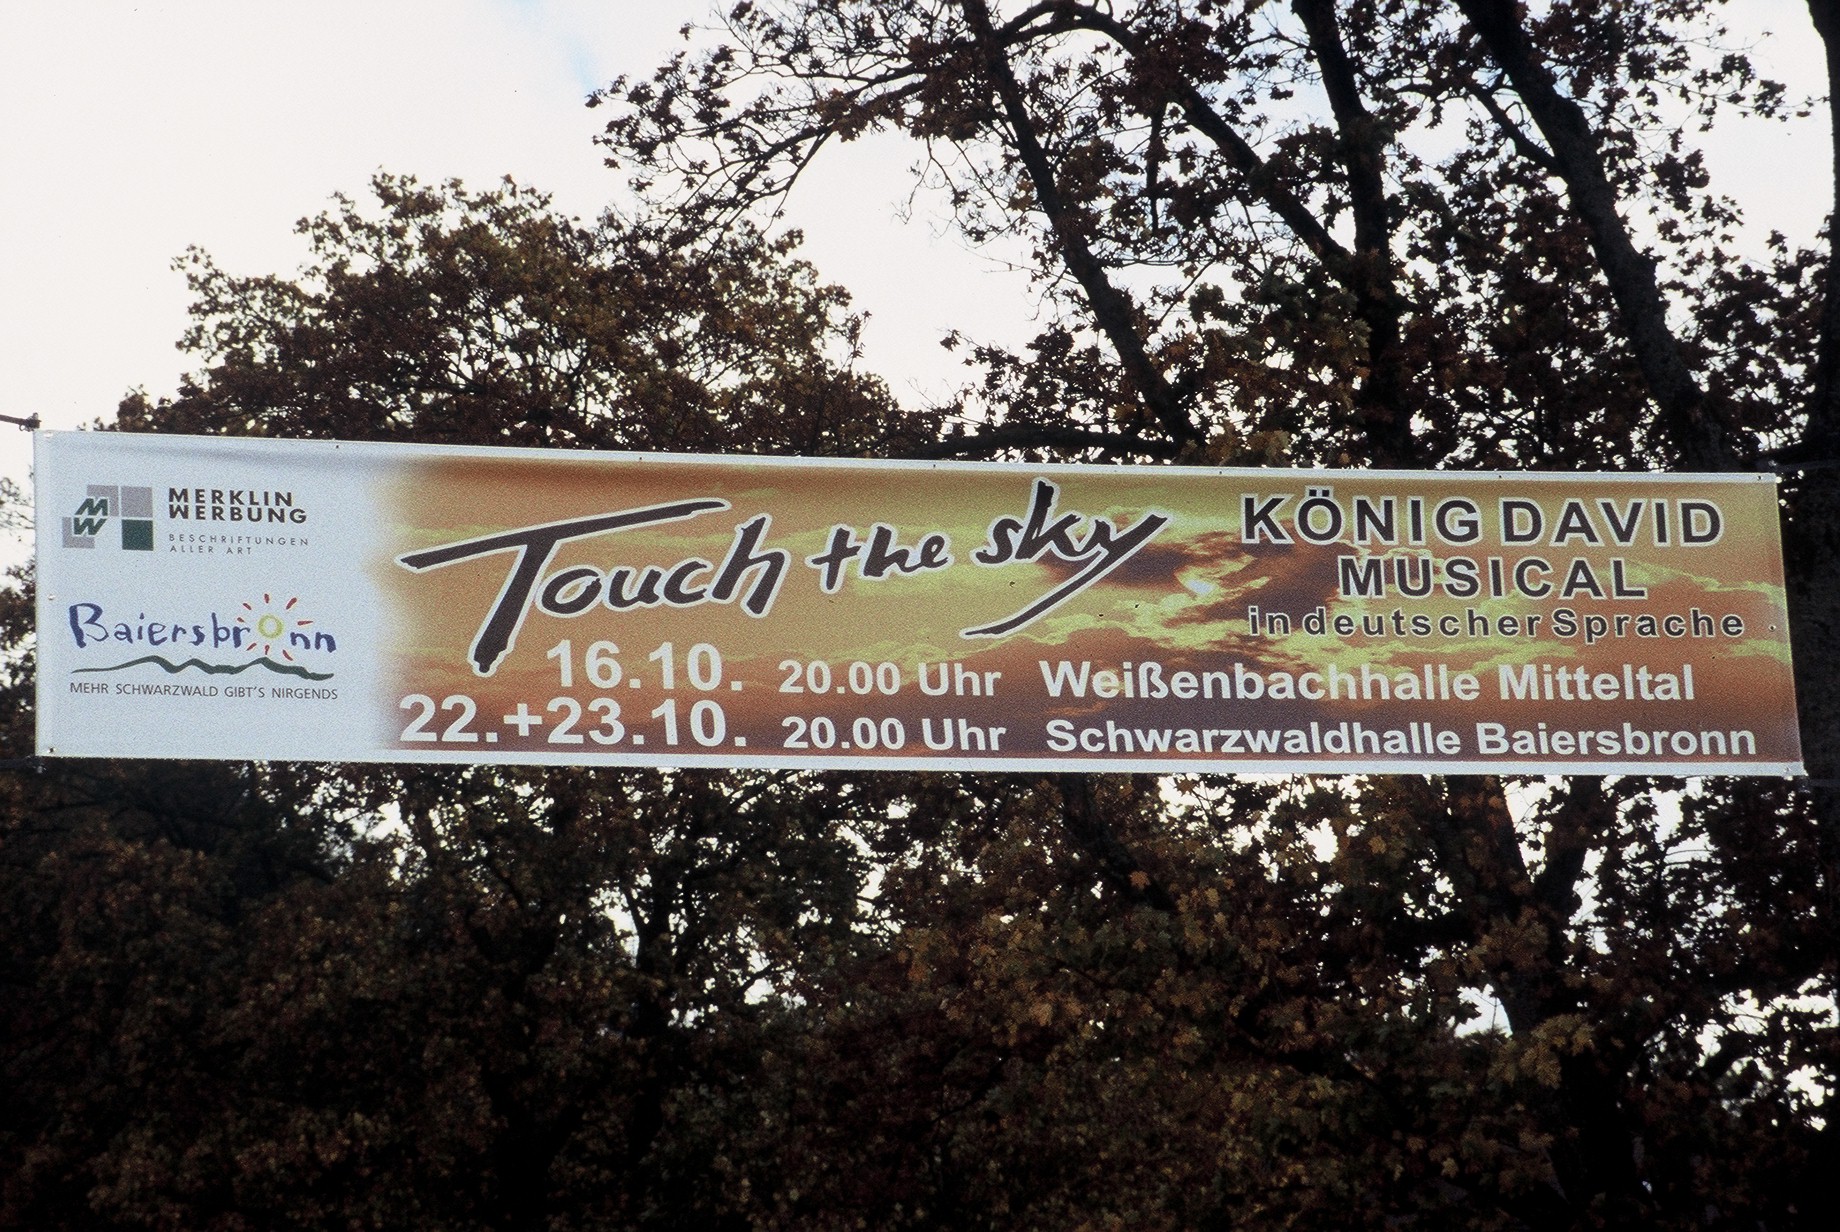 MW
MERKLIN
WERBUNG
BESCHRIFTUNGEN
ALLER ART
Baiersbronn
MEHR SCHWARZWALD GIBT'S NIRGENDS
Touch the sky
KÖNIG DAVID
MUSICAL
in deutscher Sprache
16.10. 20.00 Uhr Weißenbachhalle Mitteltal
22.+23.10. 20.00 Uhr Schwarzwaldhalle Baiersbronn